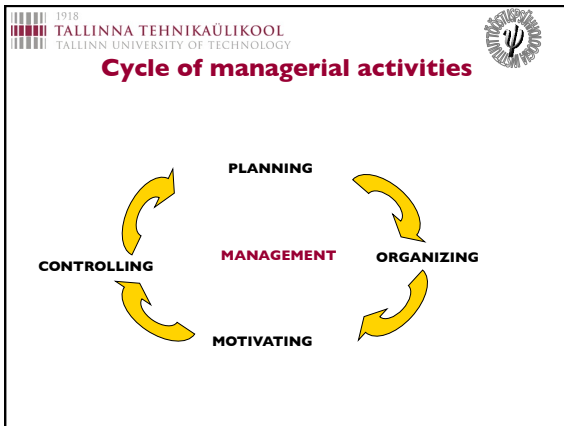 1918
TALLINNA TEHNIKAÜLIKOOL
TALLINN UNIVERSITY OF TECHNOLOGY
Cycle of managerial activities
PLANNING
CONTROLLING
MANAGEMENT
ORGANIZING
MOTIVATING